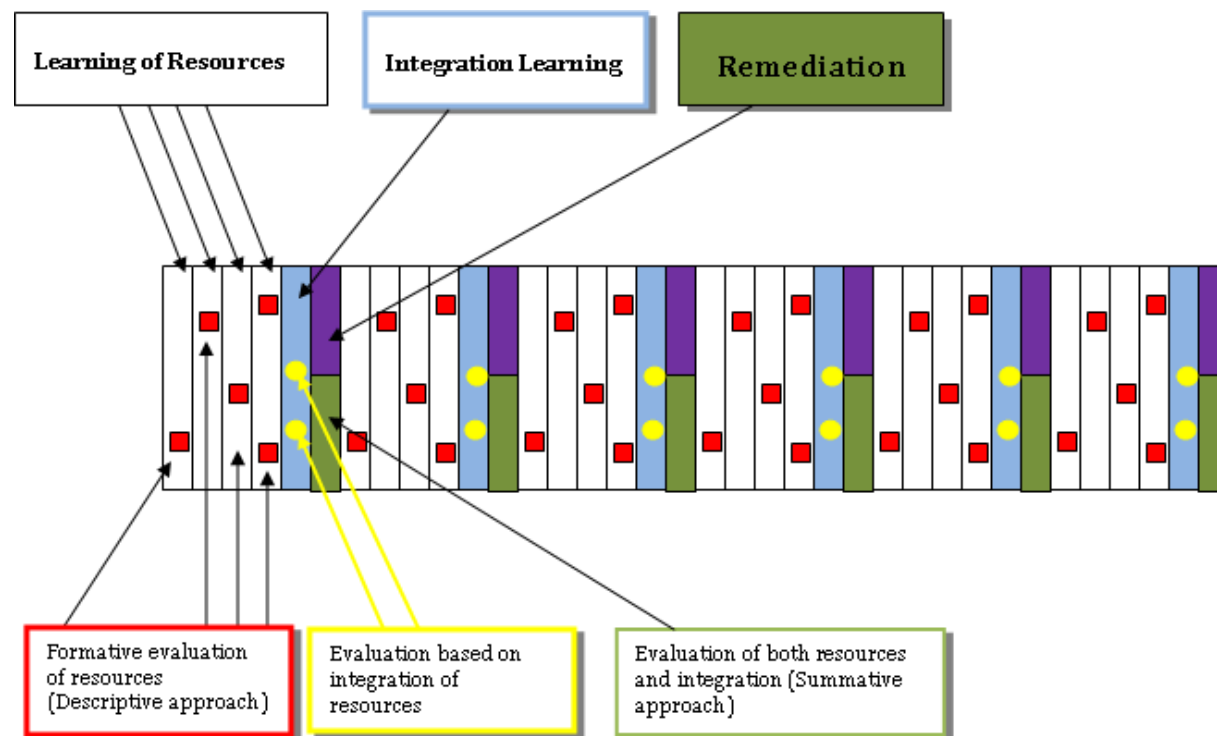 Learning of Resources
Integration Learning
Remediation
Formative evaluation
of resources
(Descriptive approach)
Evaluation based on
integration of
resources
Evaluation of both resources
and integration (Summative
approach)